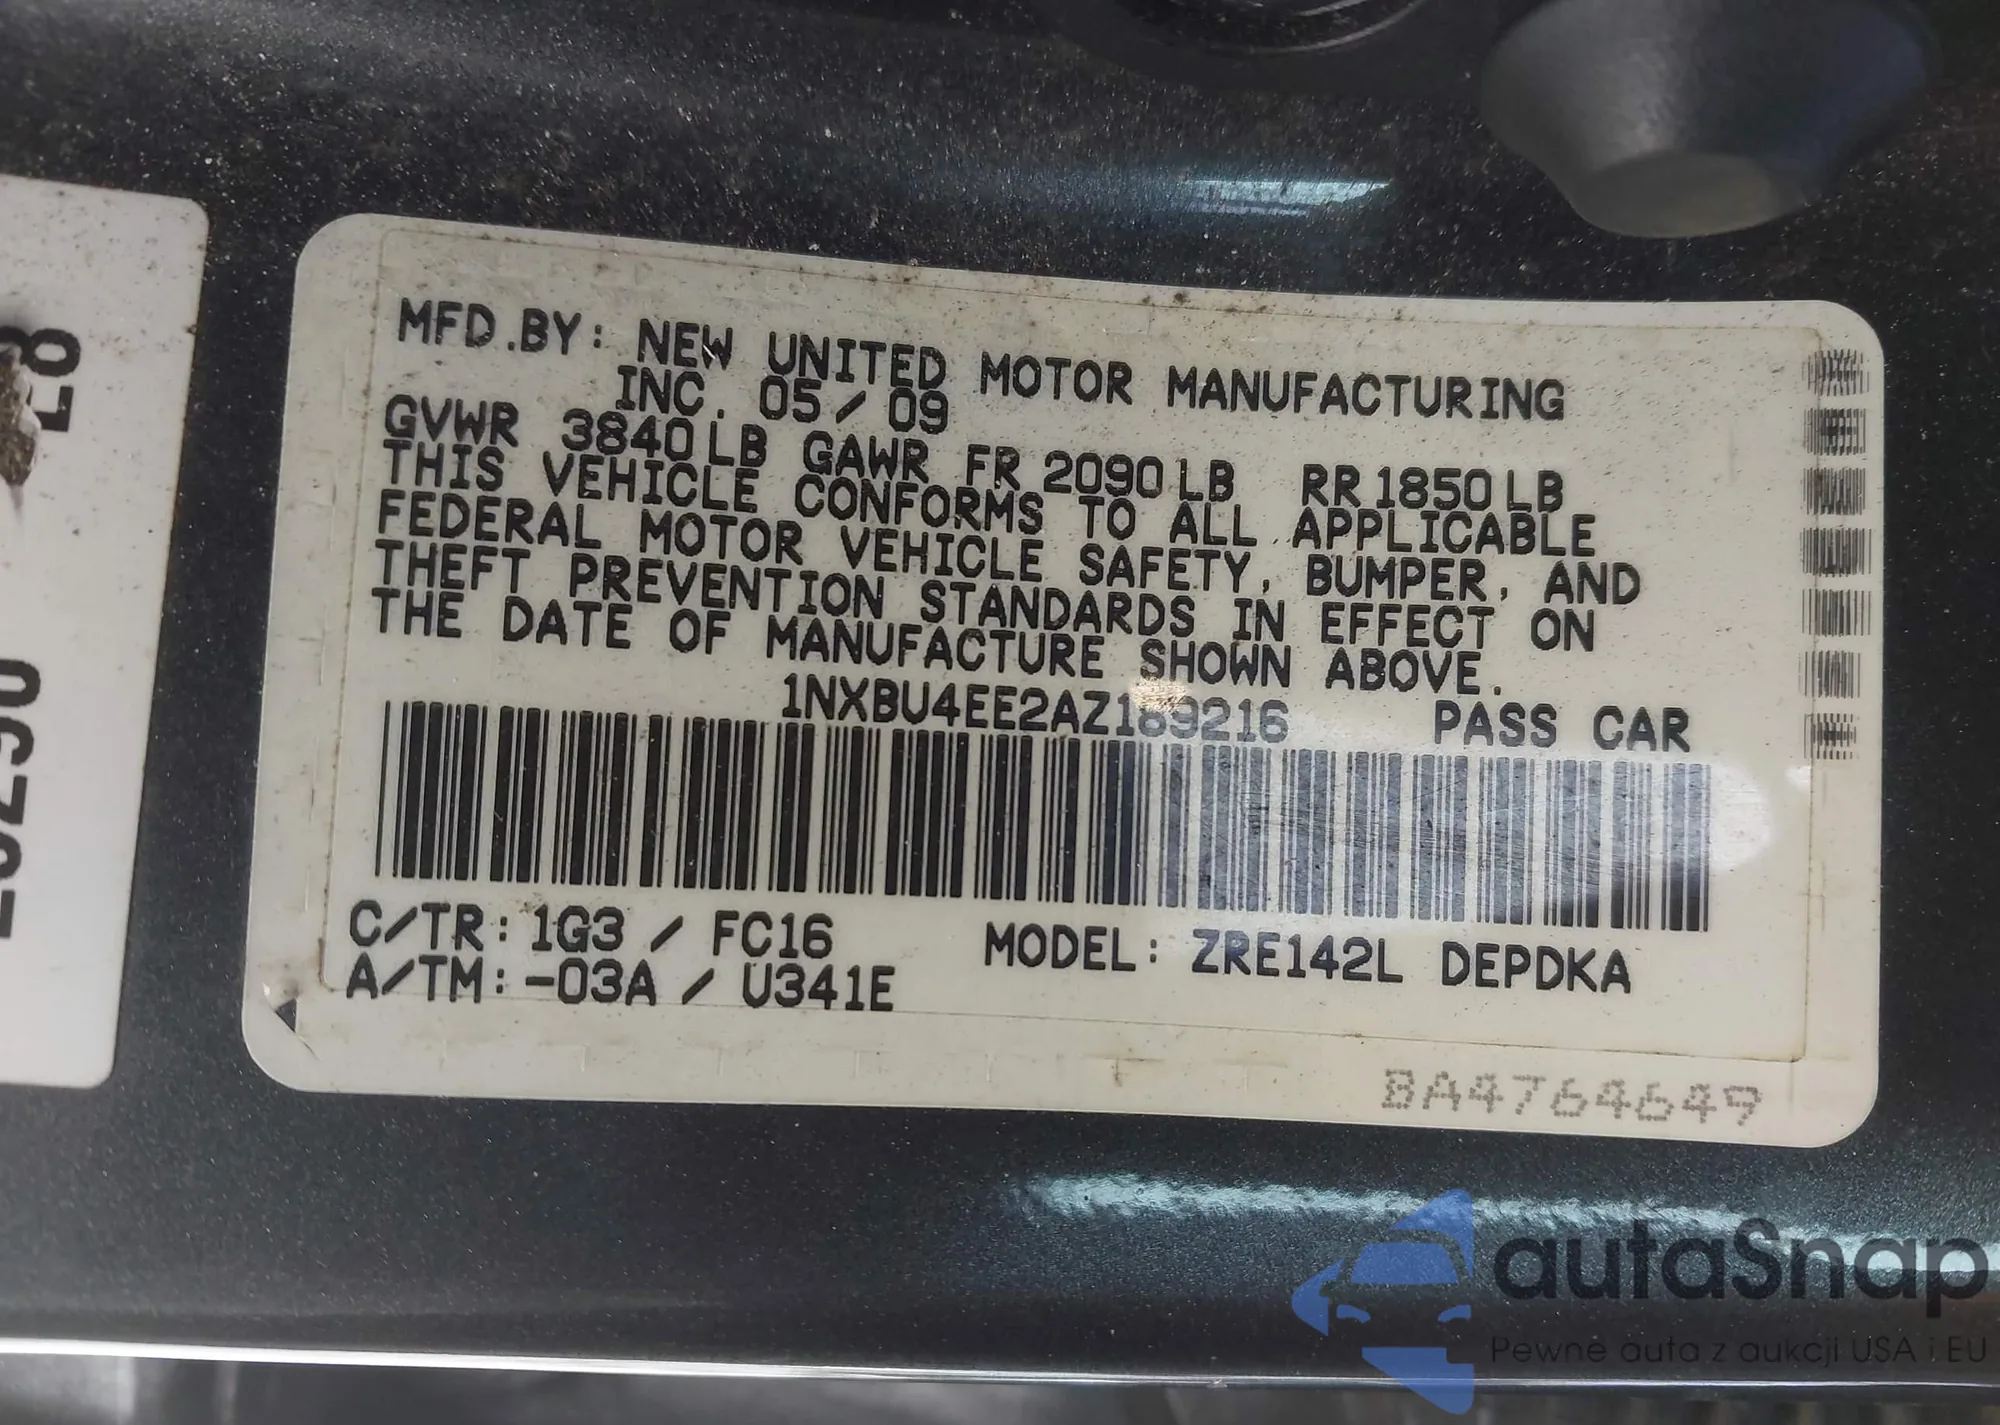 MFD.BY: NEW UNITED MOTOR MANUFACTURING
INC. 05/09
GVWR 3840LB GAWR FR 2090LB RR 1850LB
THIS VEHICLE CONFORMS TO ALL APPLICABLE
FEDERAL MOTOR VEHICLE SAFETY, BUMPER, AND
THEFT PREVENTION STANDARDS IN EFFECT ON
THE DATE OF MANUFACTURE SHOWN ABOVE.
1NXBU4EE2AZ189216 PASS CAR
C/TR: 1G3 / FC16 MODEL: ZRE142L DEPDKA
A/TM: -03A / U341E
BA4764649
autaSnap
Pewne auta z aukcji USA i EU